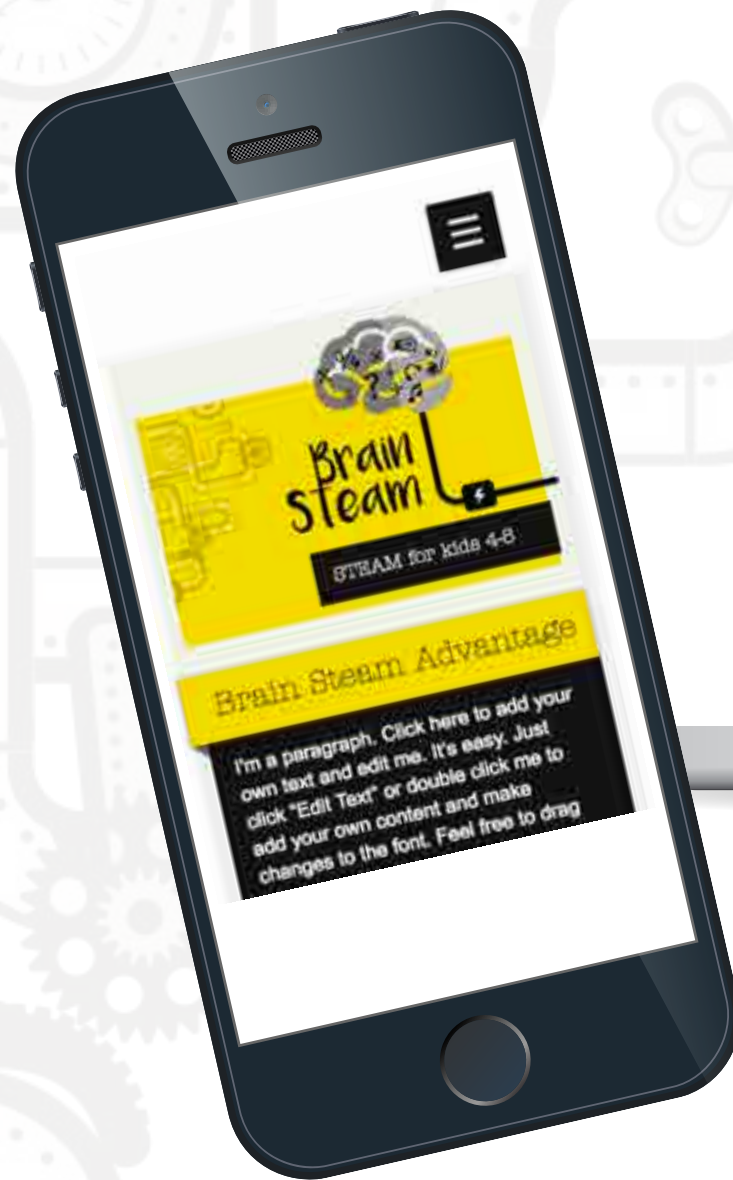 Brain
Steam
STEAM for kids 4-8
Brain Steam Advantage
I'm a paragraph. Click here to add your
own text and edit me. It's easy. Just
click "Edit Text" or double click me to
add your own content and make
changes to the font. Feel free to drag